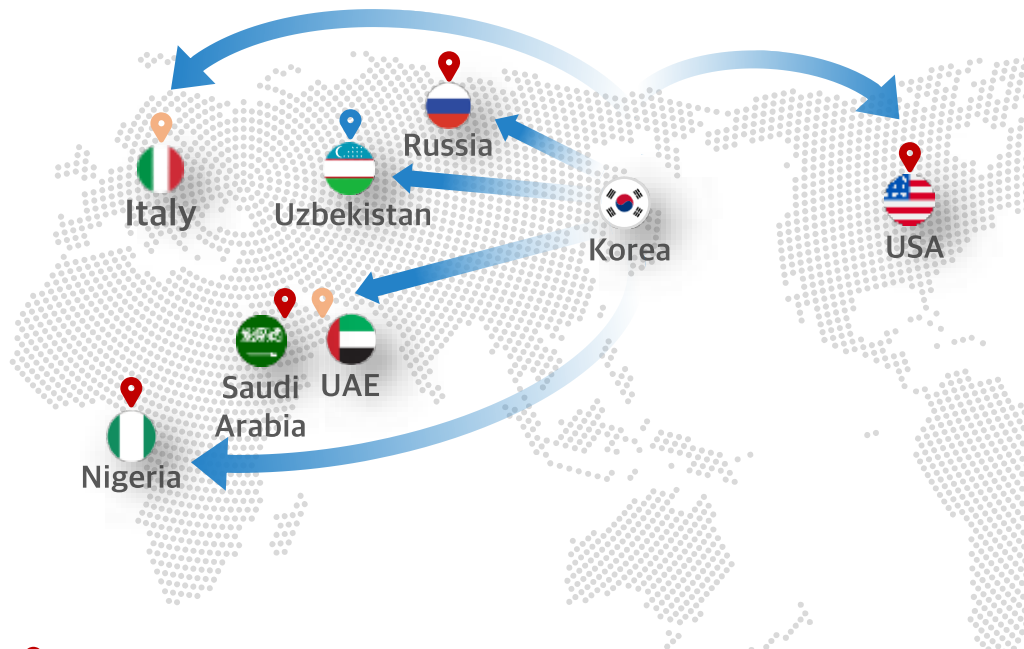 Russia
Italy
Uzbekistan
Korea
USA
Saudi
Arabia
UAE
Nigeria